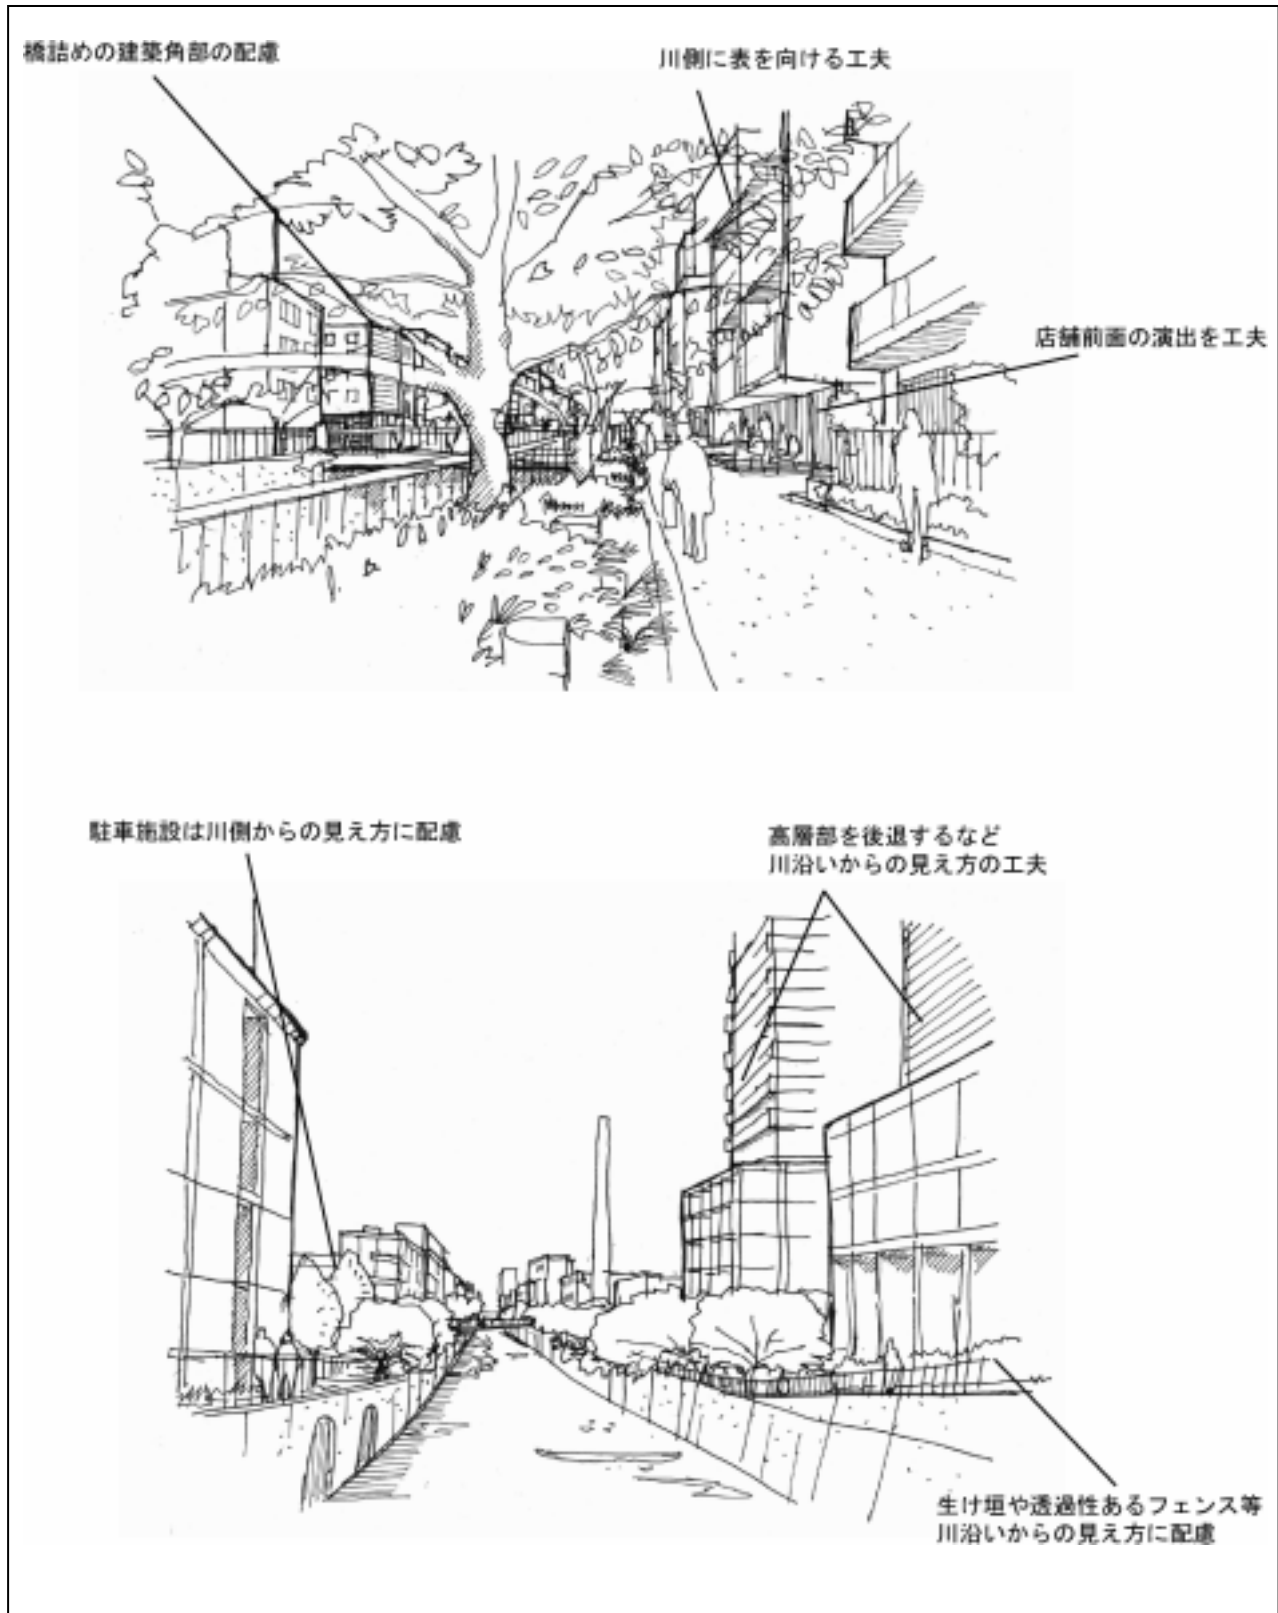 橋詰めの建築角部の配慮
川側に表を向ける工夫
店舗前面の演出を工夫
駐車施設は川側からの見え方に配慮
高層部を後退するなど
川沿いからの見え方の工夫
生け垣や透過性あるフェンス等
川沿いからの見え方に配慮